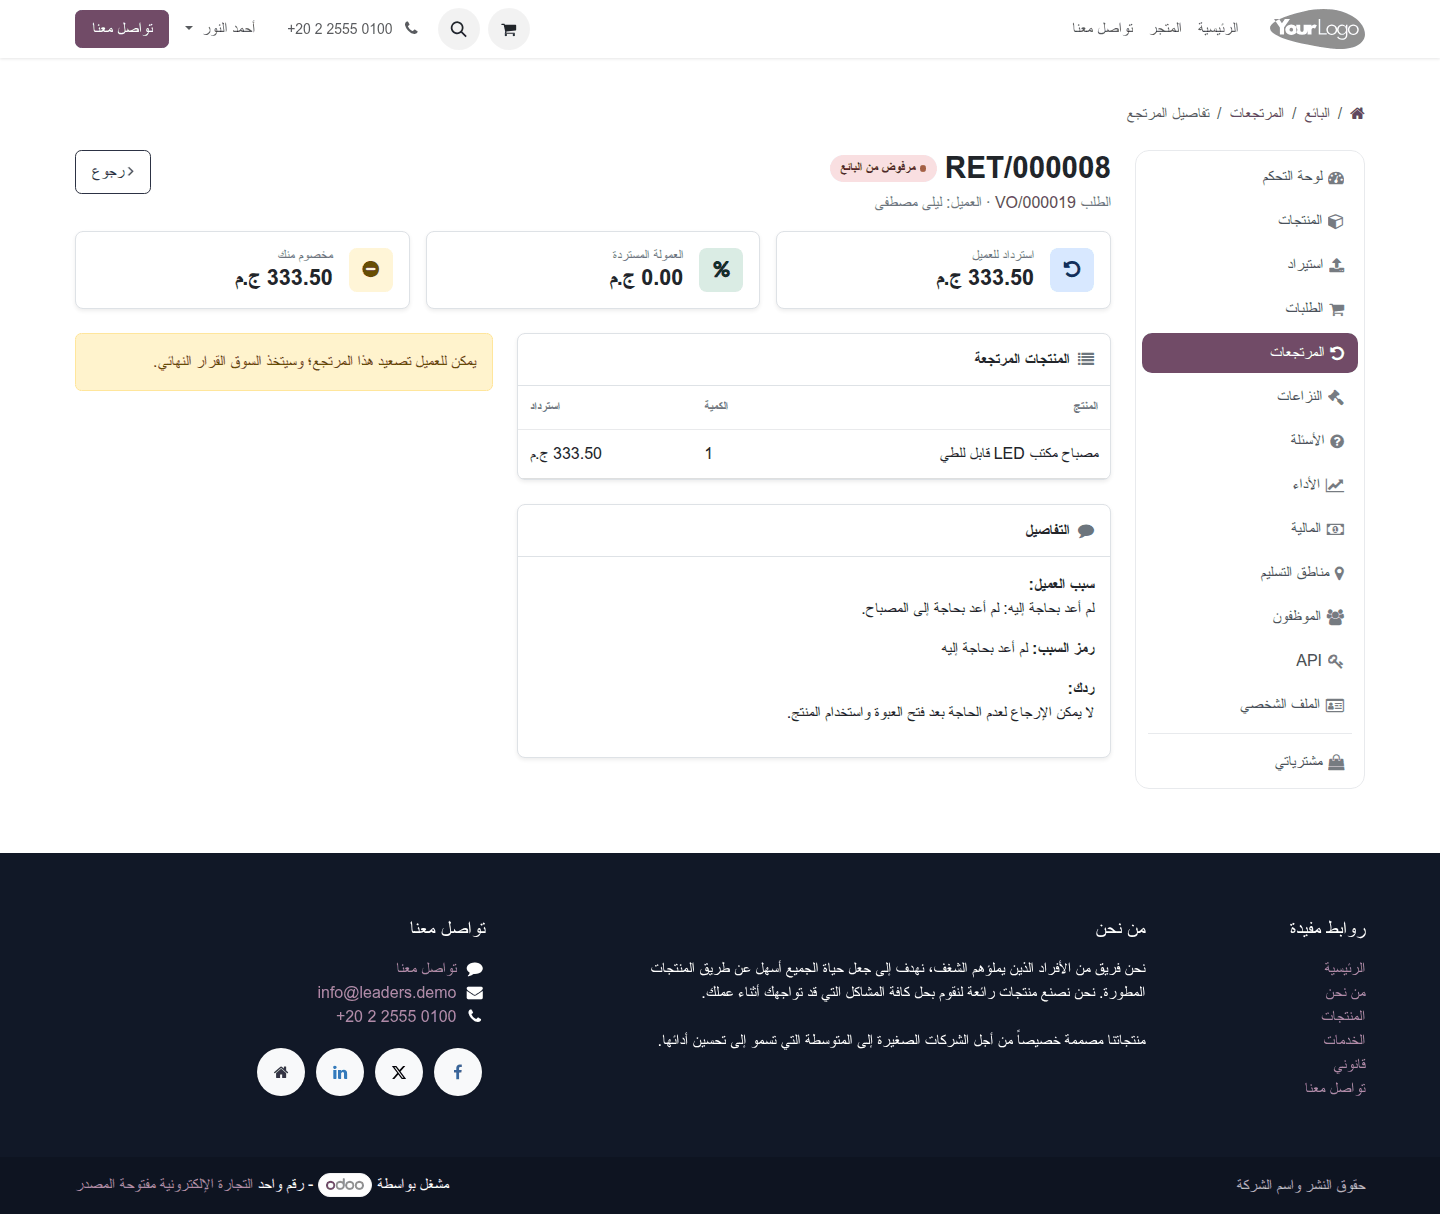 YourLogo
الرئيسية
المتجر
تواصل معنا
+20 2 2555 0100
أحمد النور
تواصل معنا
/ البائع / المرتجعات / تفاصيل المرتجع
لوحة التحكم
المنتجات
استيراد
الطلبات
المرتجعات
النزاعات
الأسئلة
الأداء
المالية
مناطق التسليم
الموظفون
API
الملف الشخصي
مشترياتي
RET/000008
مرفوض من البائع
رجوع
الطلب VO/000019 · العميل: ليلى مصطفى
استرداد للعميل
333.50 ج.م
العمولة المستردة
0.00 ج.م
مخصوم منك
333.50 ج.م
المنتجات المرتجعة
المنتج الكمية استرداد
مصباح مكتب LED قابل للطي 1 333.50 ج.م
يمكن للعميل تصعيد هذا المرتجع؛ وسيتخذ السوق القرار النهائي.
التفاصيل
سبب العميل:
لم أعد بحاجة إليه: لم أعد بحاجة إلى المصباح.
رمز السبب: لم أعد بحاجة إليه
ردك:
لا يمكن الإرجاع لعدم الحاجة بعد فتح العبوة واستخدام المنتج.
روابط مفيدة
الرئيسية
من نحن
المنتجات
الخدمات
قانوني
تواصل معنا
من نحن
نحن فريق من الأفراد الذين يملؤهم الشغف، نهدف إلى جعل حياة الجميع أسهل عن طريق المنتجات
المطورة. نحن نصنع منتجات رائعة لنقوم بحل كافة المشاكل التي قد تواجهك أثناء عملك.
منتجاتنا مصممة خصيصاً من أجل الشركات الصغيرة إلى المتوسطة التي تسمو إلى تحسين أدائها.
تواصل معنا
تواصل معنا
info@leaders.demo
+20 2 2555 0100
حقوق النشر واسم الشركة
مشغل بواسطة odoo - رقم واحد التجارة الإلكترونية مفتوحة المصدر